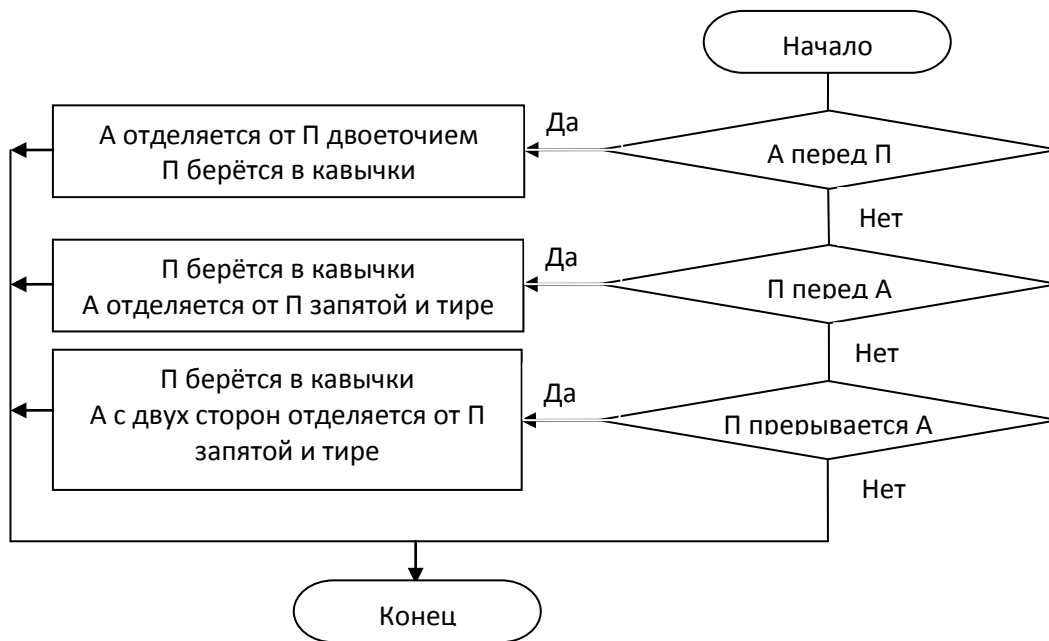 Начало
А отделяется от П двоеточием
П берётся в кавычки
Да
А перед П
Нет
П берётся в кавычки
А отделяется от П запятой и тире
Да
П перед А
Нет
П берётся в кавычки
А с двух сторон отделяется от П
запятой и тире
Да
П прерывается А
Нет
Конец